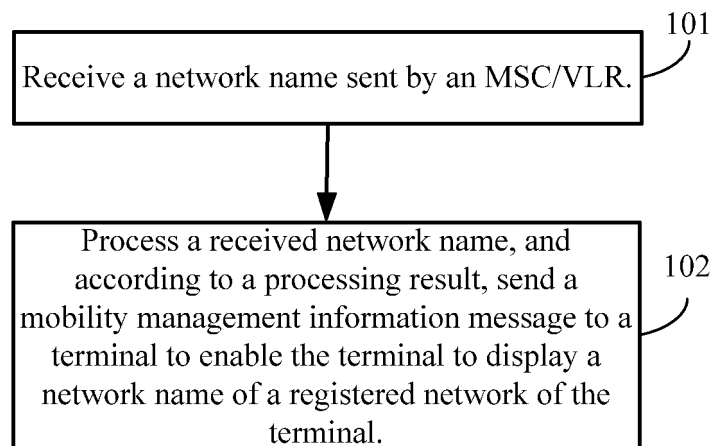 101
Receive a network name sent by an MSC/VLR.
Process a received network name, and
according to a processing result, send a
102
mobility management information message to a
terminal to enable the terminal to display a
network name of a registered network of the
terminal.